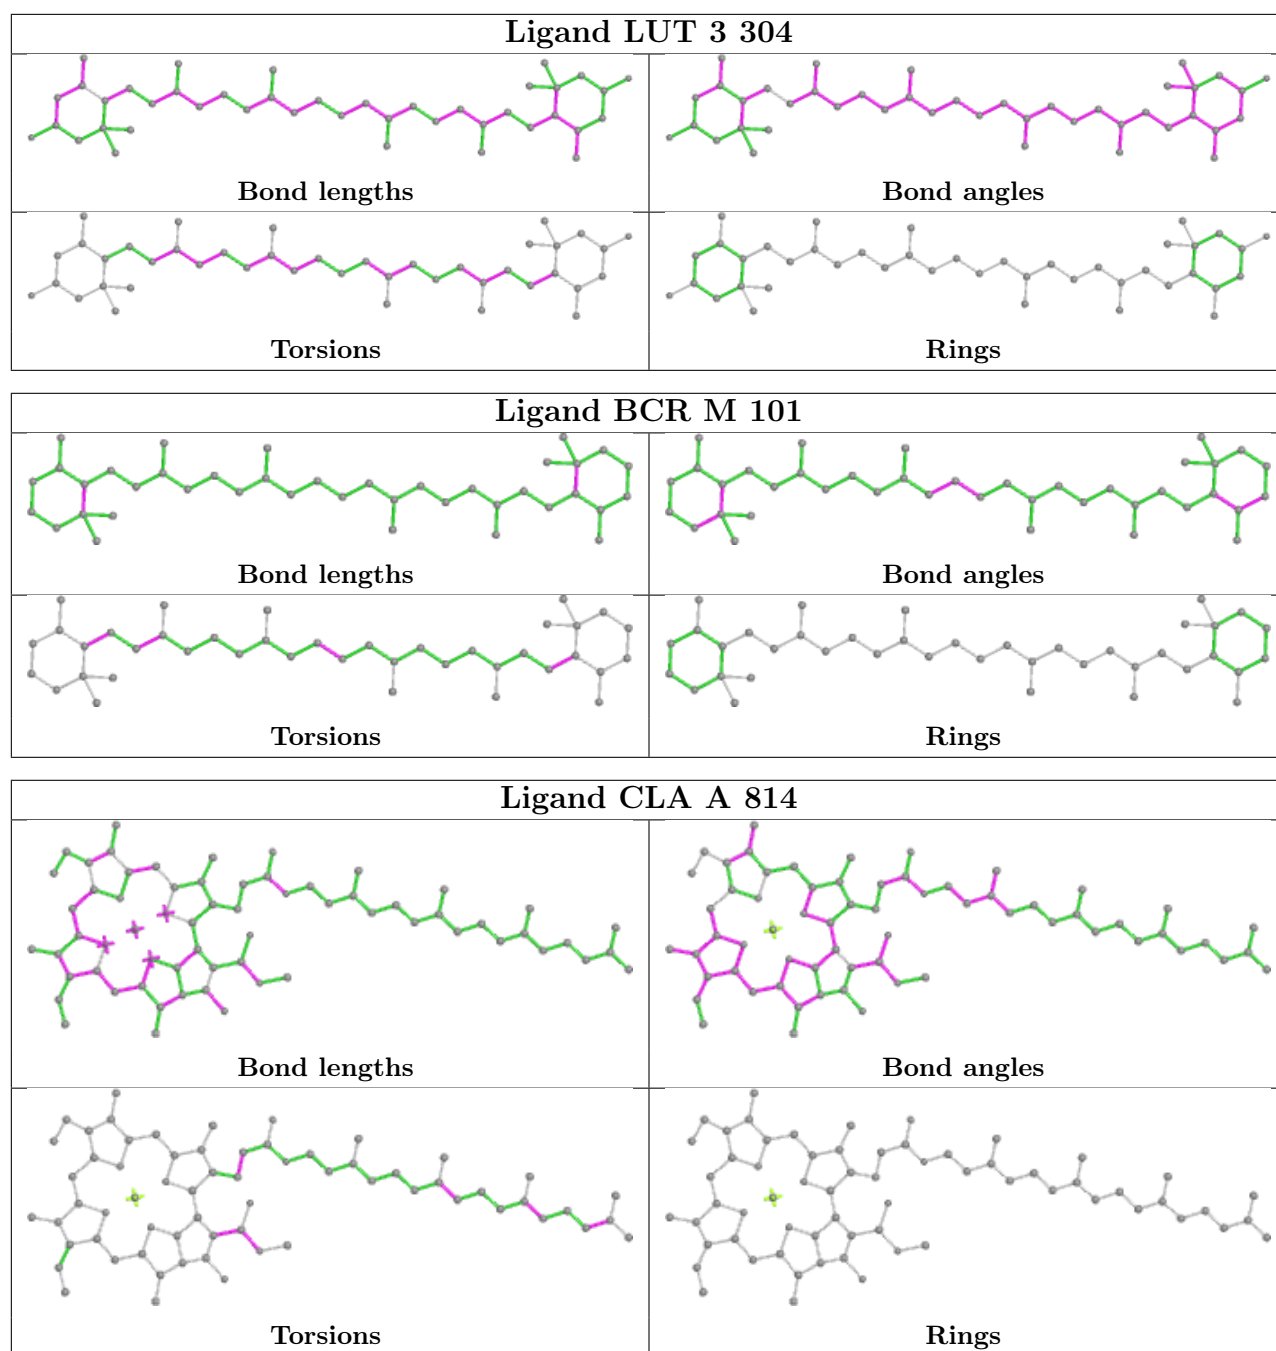 Ligand LUT 3 304
Bond lengths
Bond angles
Torsions
Rings
Ligand BCR M 101
Bond lengths
Bond angles
Torsions
Rings
Ligand CLA A 814
Bond lengths
Bond angles
Torsions
Rings